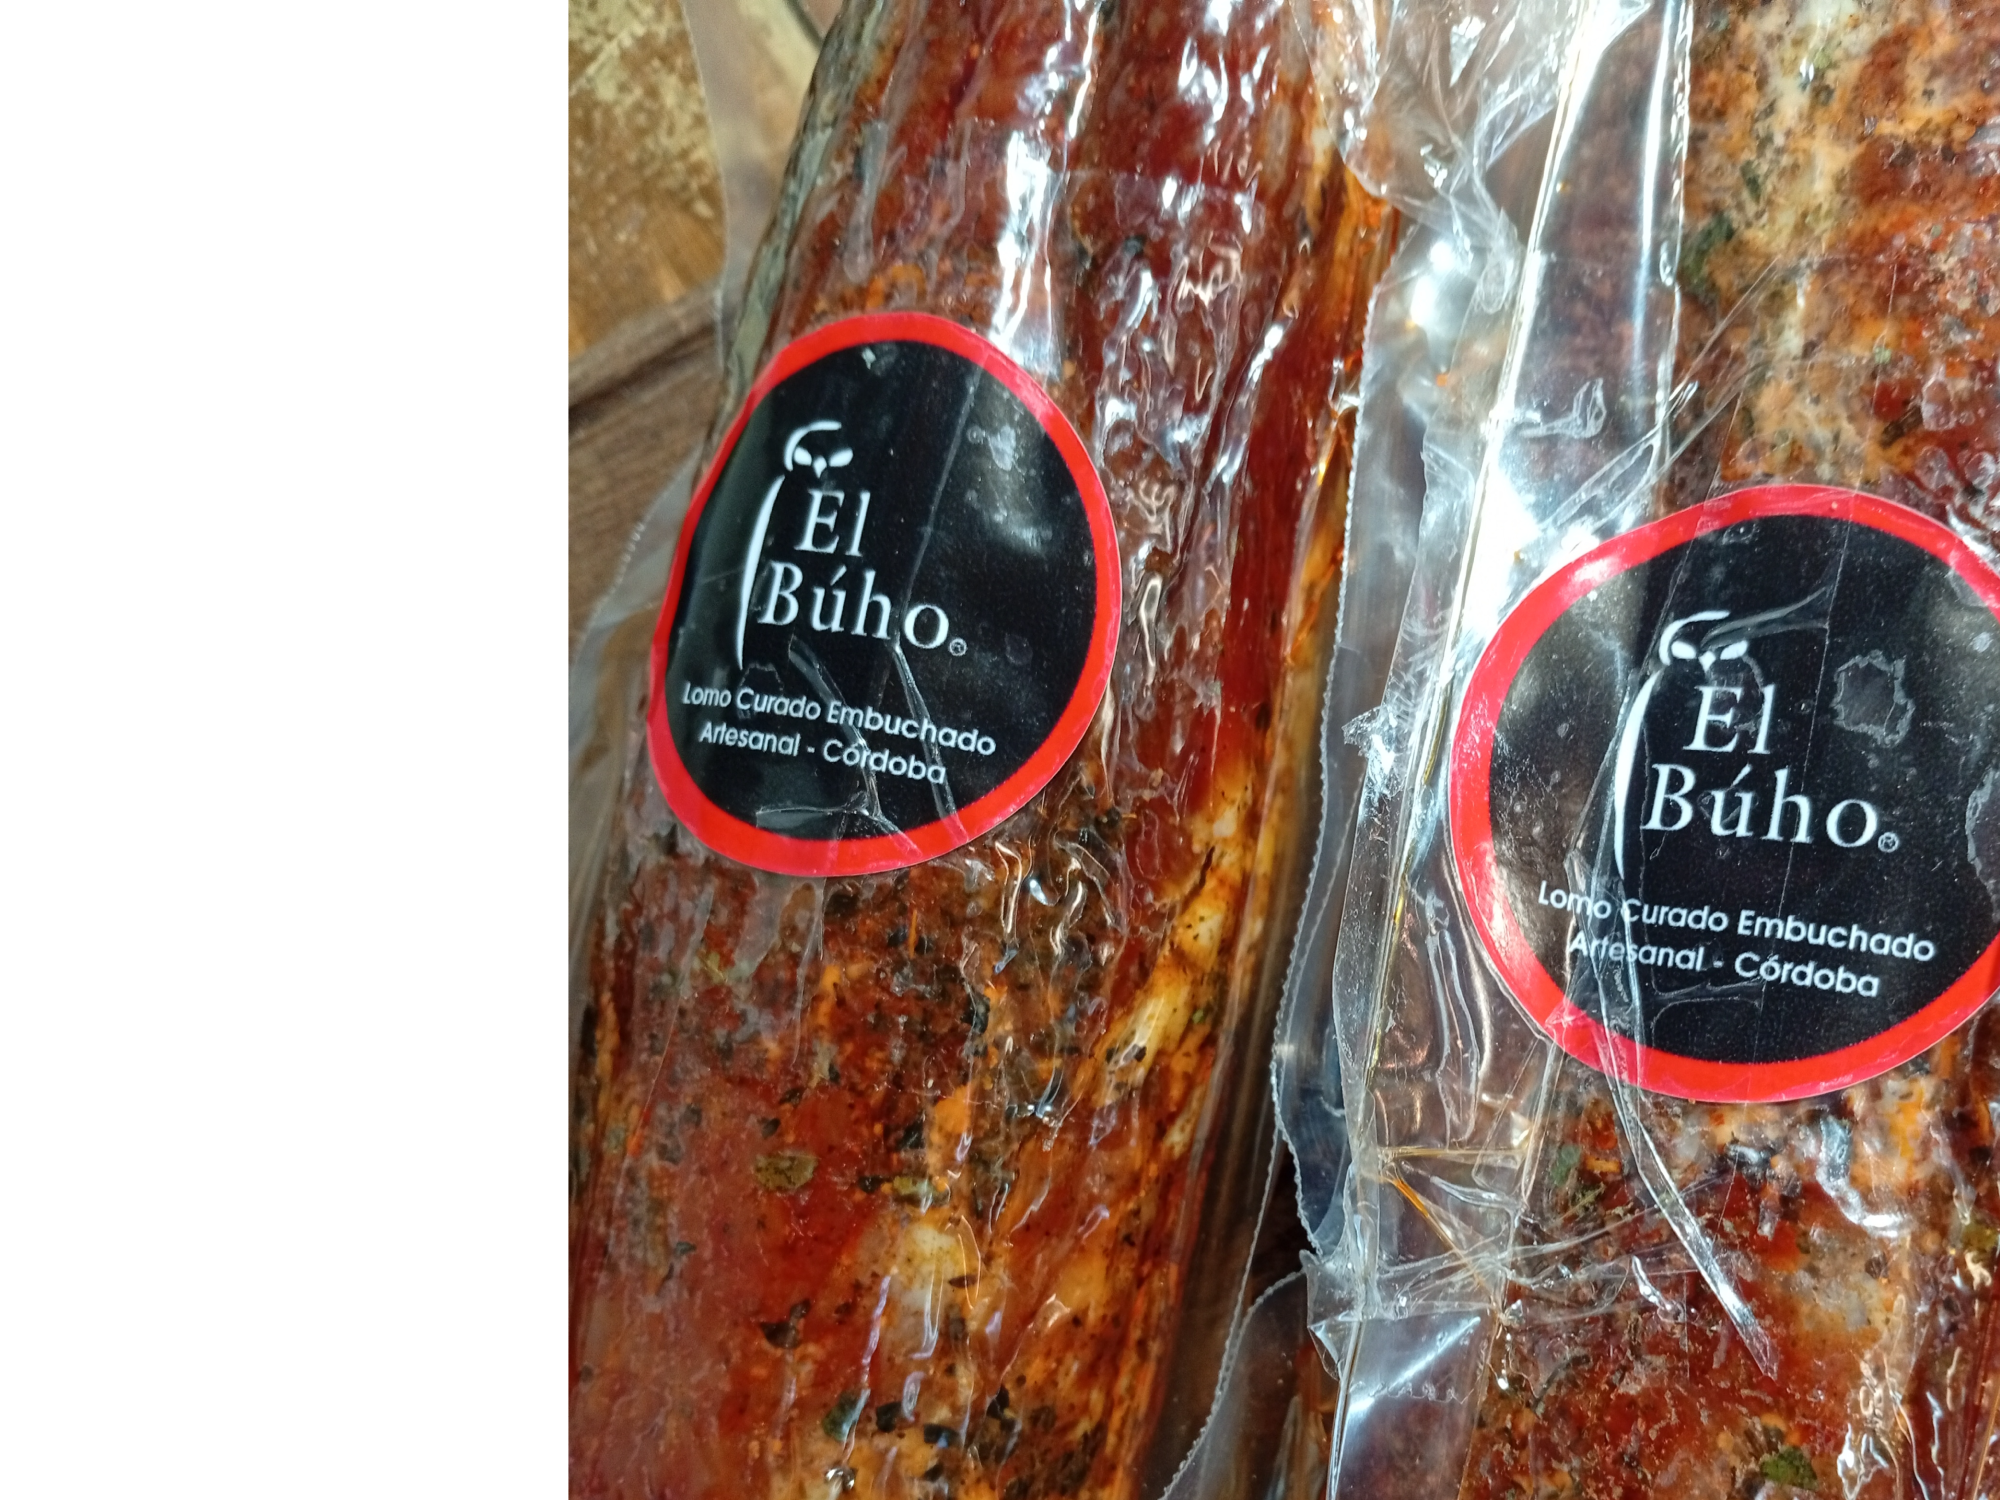 El
Búho®
Lomo Curado Embuchado
Artesanal - Córdoba
El
Búho®
Lomo Curado Embuchado
Artesanal - Córdoba